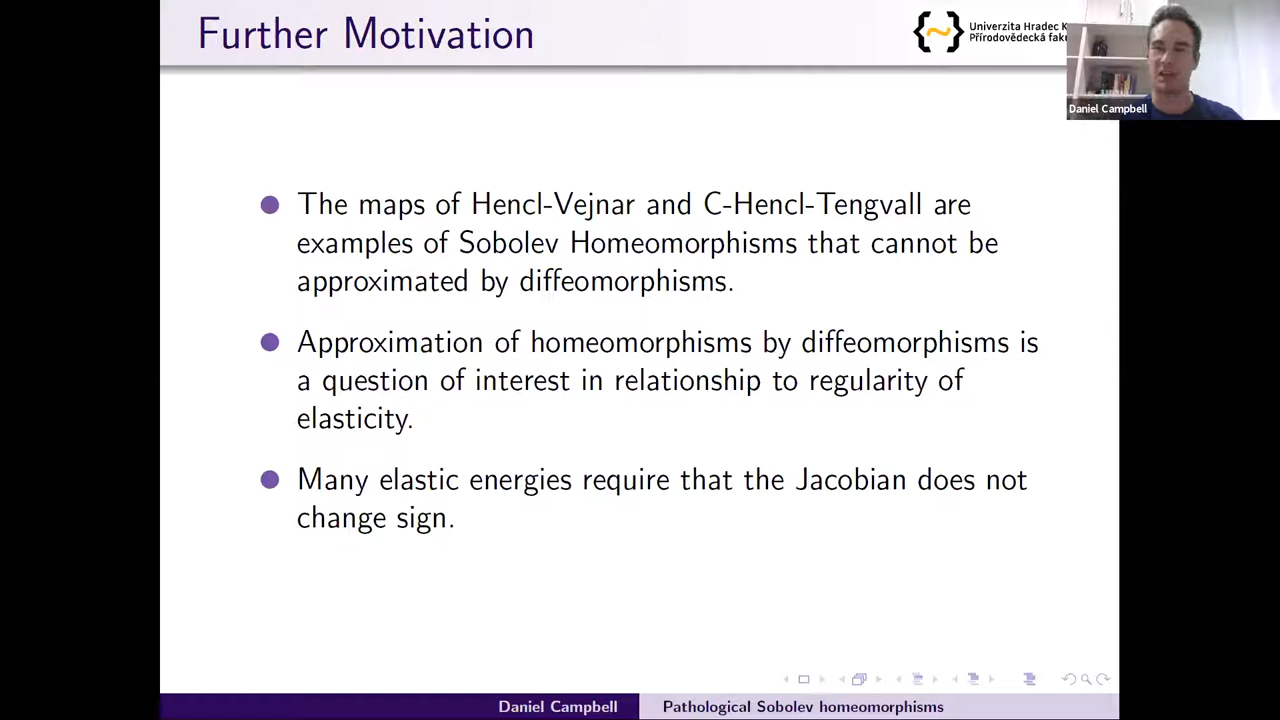 Further Motivation
Univerzita Hradec K
Přírodovědecká fak
Daniel Campbell
The maps of Hencl-Vejnar and C-Hencl-Tengvall are
examples of Sobolev Homeomorphisms that cannot be
approximated by diffeomorphisms.
Approximation of homeomorphisms by diffeomorphisms is
a question of interest in relationship to regularity of
elasticity.
Many elastic energies require that the Jacobian does not
change sign.
Daniel Campbell
Pathological Sobolev homeomorphisms